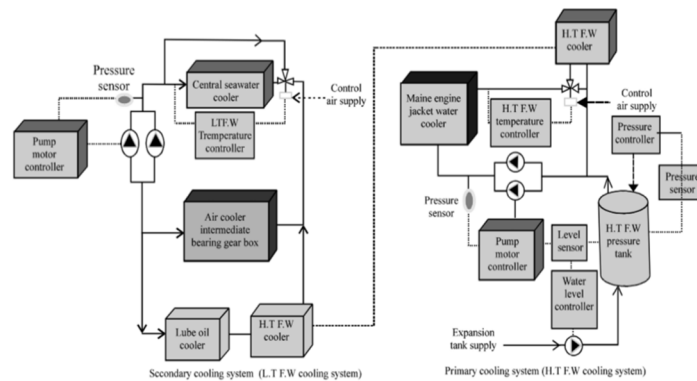 Pressure
sensor
Pump
motor
controller
Central seawater
cooler
LTF.W
Tremperature
controller
Control
air supply
Air cooler
intermediate
bearing gear box
Lube oil
cooler
H.T F.W
cooler
Sccondary cooling system (L.T F.W cooling system)
H.T F.W
cooler
Maine engine
jacket water
cooler
H.T F.W
temperature
controller
Control
air supply
Pressure
controller
Pressure
sensor
Pressure
sensor
Pump
motor
controller
Level
sensor
H.T F.W
pressure
tank
Water
level
controller
Expansion
tank supply
Primary cooling system (H.T F.W cooling system)